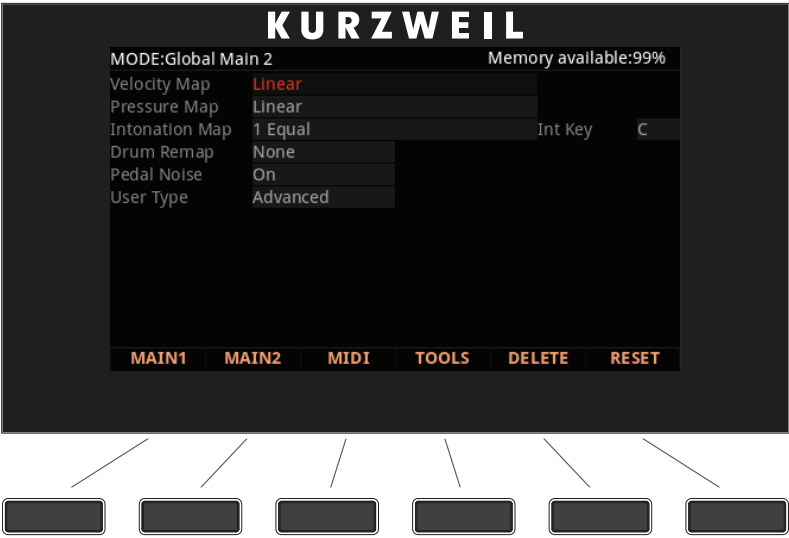 KURZWEIL
MODE:Global Main 2 Memory available:99%
Velocity Map Linear
Pressure Map Linear
Intonation Map 1 Equal Int Key C
Drum Remap None
Pedal Noise On
User Type Advanced
MAIN1 MAIN2 MIDI TOOLS DELETE RESET